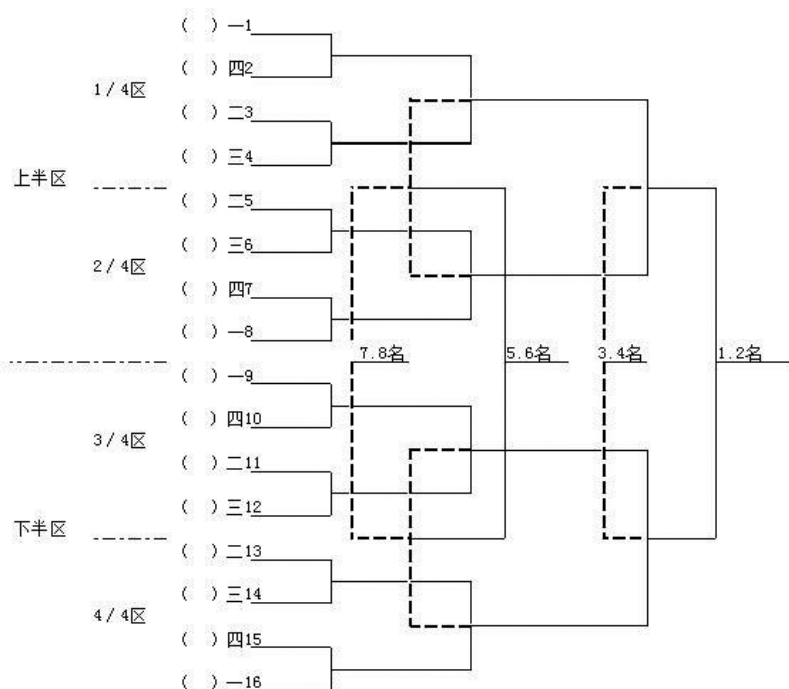 ( ) 一1
( ) 四2
1/4区
( ) 二3
( ) 三4
上半区
( ) 二5
( ) 三6
2/4区
( ) 四7
( ) 一8
7.8名 5.6名 3.4名 1.2名
( ) 一9
( ) 四10
3/4区
( ) 二11
( ) 三12
下半区
( ) 二13
( ) 三14
4/4区
( ) 四15
( ) 一16